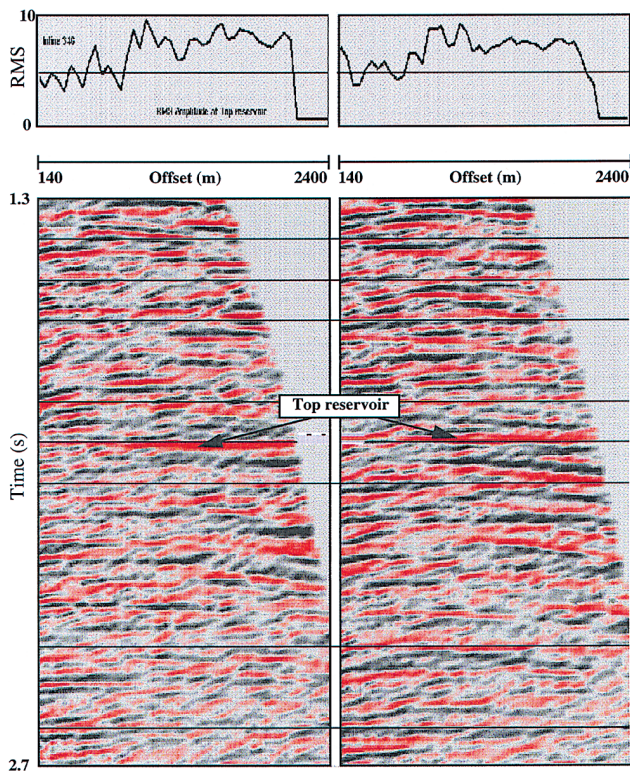 10
RMS
0
Inline 346
RMS Amplitude at Top reservoir
140 Offset (m) 2400
140 Offset (m) 2400
1.3
Top reservoir
Time (s)
2.7